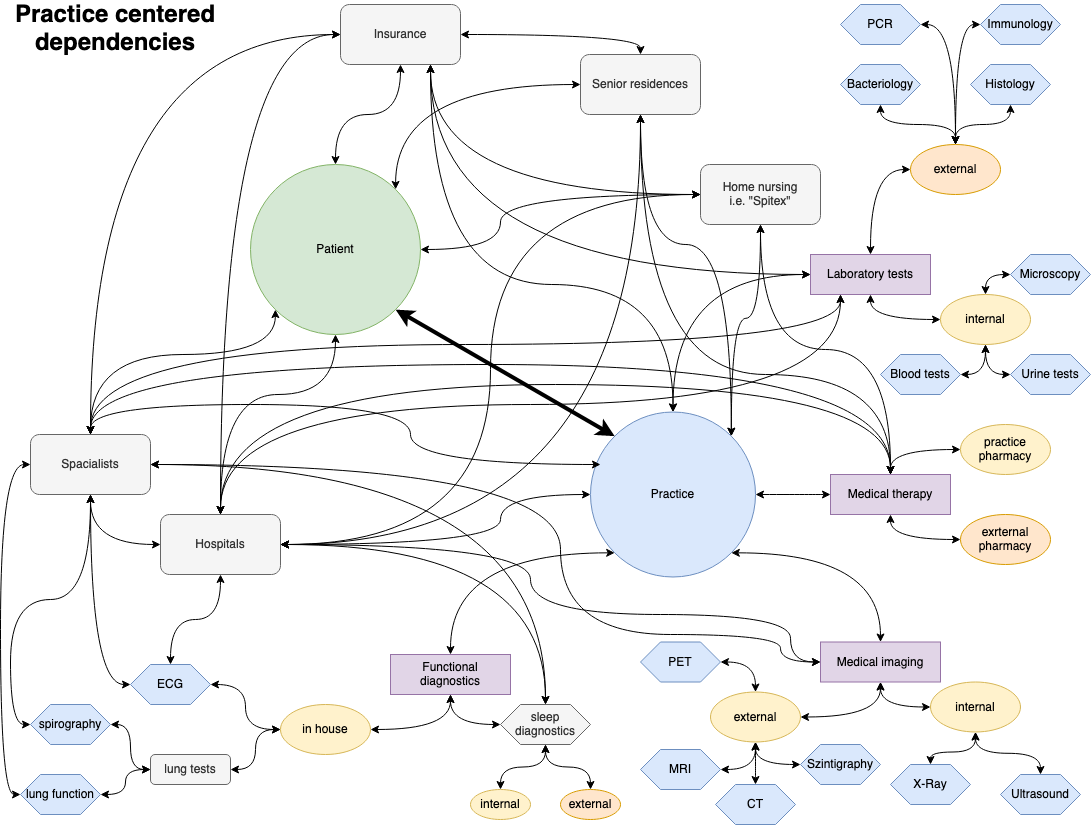 Practice centered
dependencies
Insurance
Senior residences
PCR
Immunology
Bacteriology
Histology
external
Home nursing
i.e. "Spitex"
Patient
Laboratory tests
Microscopy
internal
Blood tests
Urine tests
Spacialists
practice
pharmacy
Practice
Medical therapy
Hospitals
exrternal
pharmacy
Functional
diagnostics
PET
Medical imaging
ECG
spirography
in house
sleep
diagnostics
external
internal
lung tests
MRI
Szintigraphy
lung function
internal
external
CT
X-Ray
Ultrasound